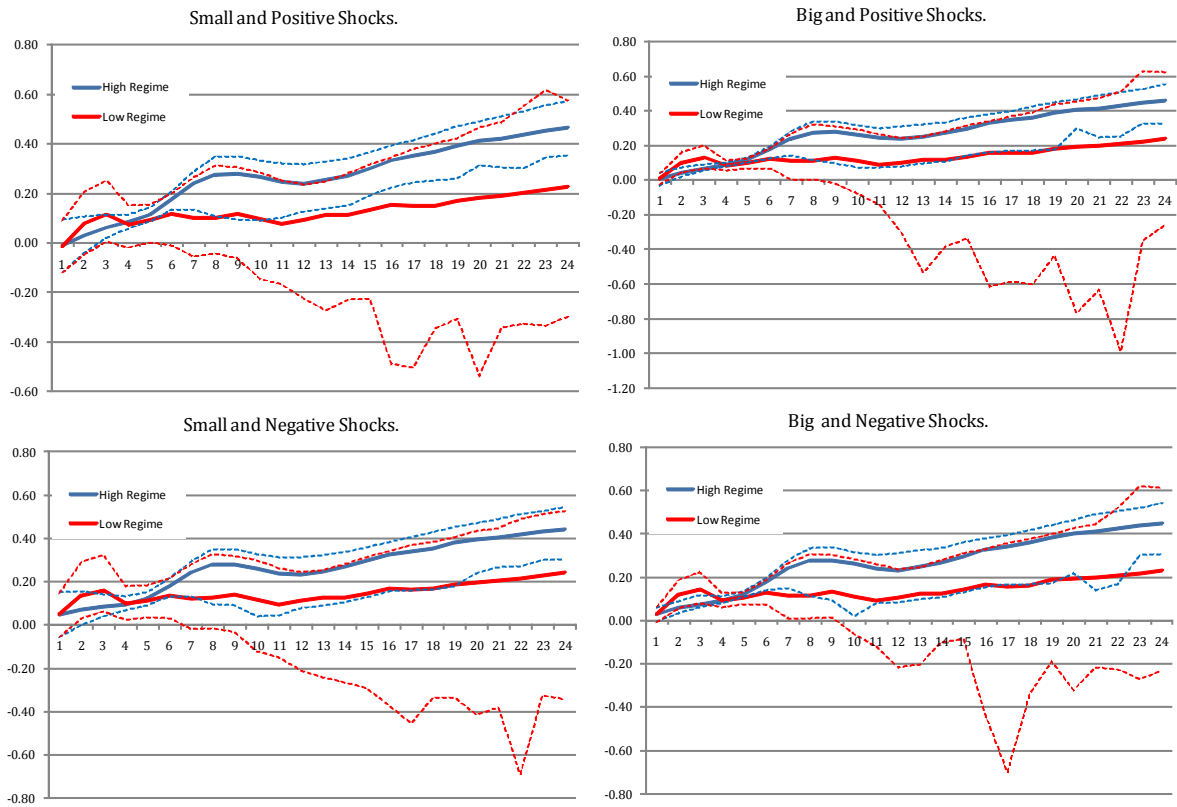 Small and Positive Shocks.
0.80
0.60
0.40
0.20
0.00
-0.20
-0.40
-0.60
High Regime
Low Regime
1 2 3 4 5 6 7 8 9 10 11 12 13 14 15 16 17 18 19 20 21 22 23 24
Big and Positive Shocks.
0.80
0.60
0.40
0.20
0.00
-0.20
-0.40
-0.60
-0.80
-1.00
-1.20
High Regime
Low Regime
1 2 3 4 5 6 7 8 9 10 11 12 13 14 15 16 17 18 19 20 21 22 23 24
Small and Negative Shocks.
0.80
0.60
0.40
0.20
0.00
-0.20
-0.40
-0.60
-0.80
High Regime
Low Regime
1 2 3 4 5 6 7 8 9 10 11 12 13 14 15 16 17 18 19 20 21 22 23 24
Big and Negative Shocks.
0.80
0.60
0.40
0.20
0.00
-0.20
-0.40
-0.60
-0.80
High Regime
Low Regime
1 2 3 4 5 6 7 8 9 10 11 12 13 14 15 16 17 18 19 20 21 22 23 24